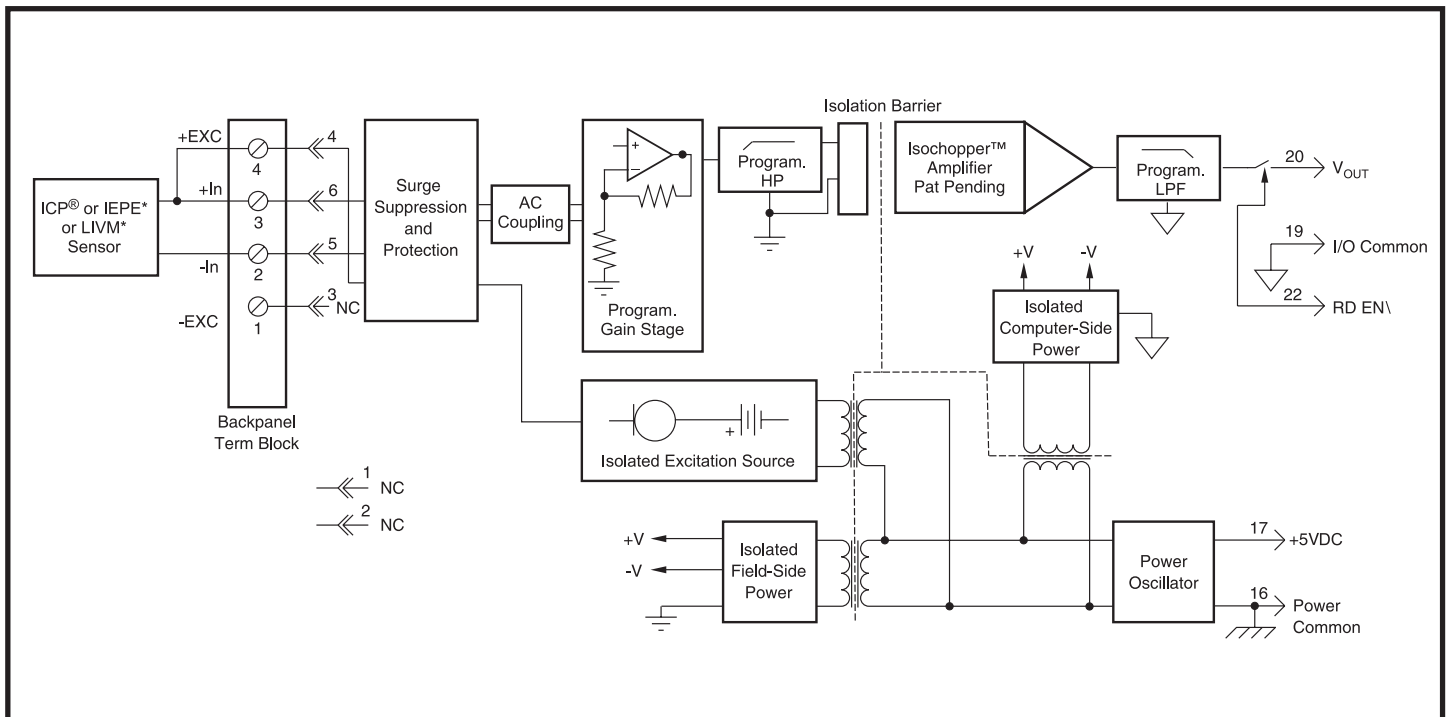 Isolation Barrier
+EXC
4
4
+In
6
3
-In
5
2
3
NC
-EXC
1
ICP® or IEPE*
or LIVM*
Sensor
Backpanel
Term Block
Surge
Suppression
and
Protection
AC
Coupling
+
−
Program.
Gain Stage
Program.
HP
Isochopper™
Amplifier
Pat Pending
Program.
LPF
20
VOUT
19
I/O Common
22
RD EN\
+V
-V
Isolated
Computer-Side
Power
+
Isolated Excitation Source
1
NC
2
NC
+V
-V
Isolated
Field-Side
Power
Power
Oscillator
17
+5VDC
16
Power
Common